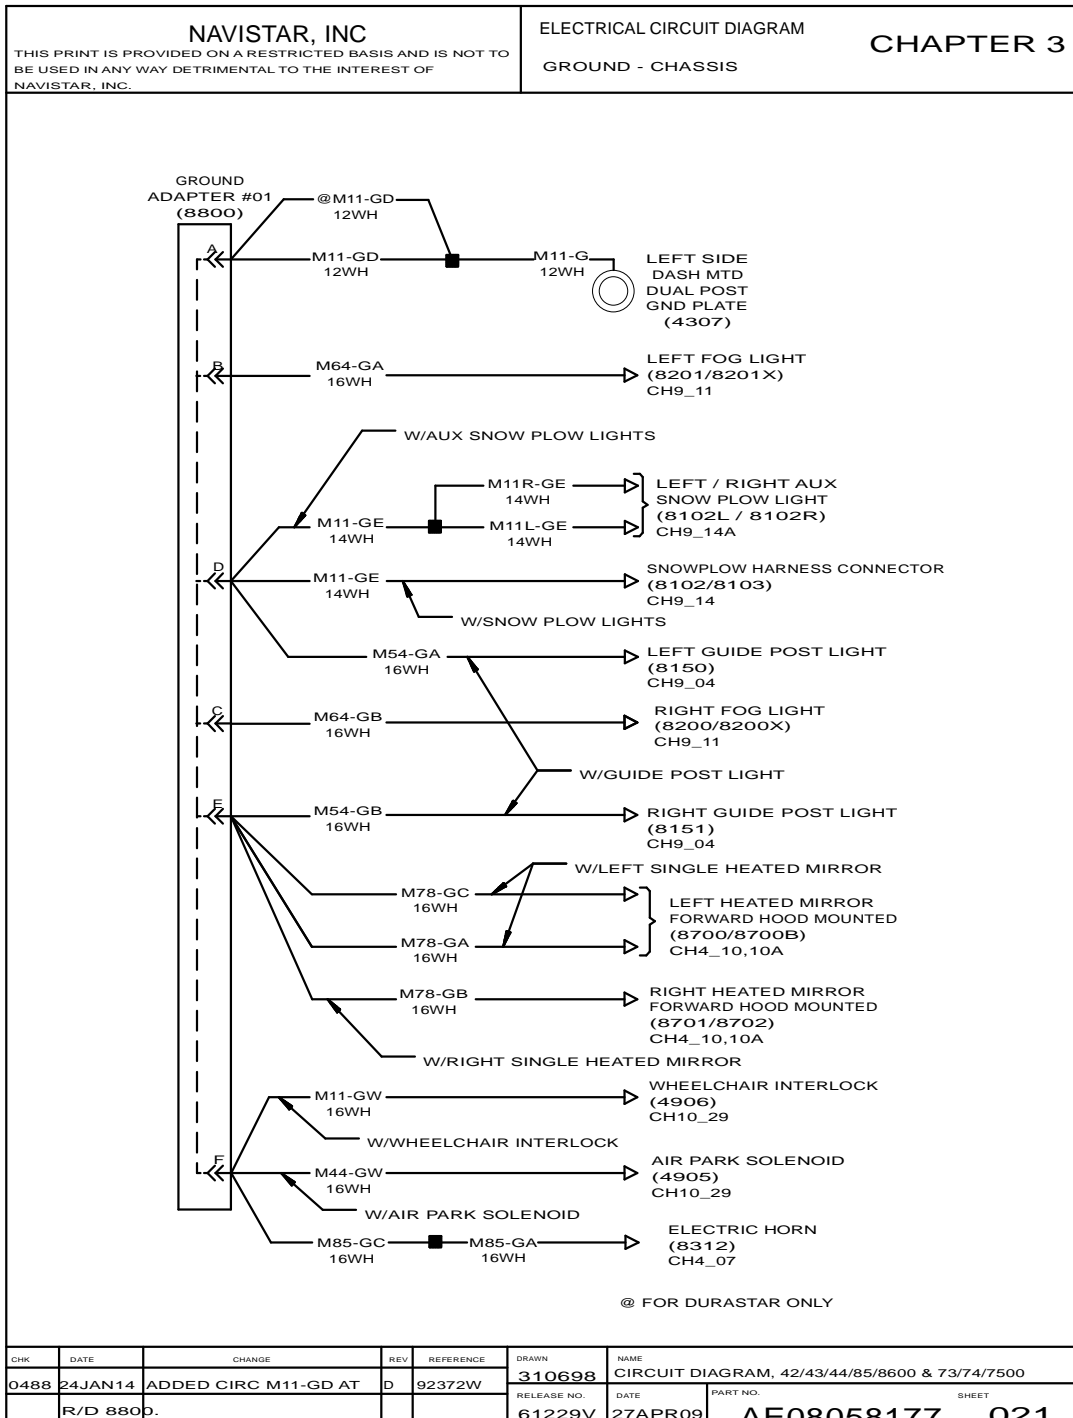 NAVISTAR, INC
THIS PRINT IS PROVIDED ON A RESTRICTED BASIS AND IS NOT TO
BE USED IN ANY WAY DETRIMENTAL TO THE INTEREST OF
NAVISTAR, INC.
ELECTRICAL CIRCUIT DIAGRAM
GROUND - CHASSIS
CHAPTER 3
GROUND
ADAPTER #01
(8800)
@M11-GD
12WH
A
M11-GD
12WH
M11-G
12WH
LEFT SIDE
DASH MTD
DUAL POST
GND PLATE
(4307)
B
M64-GA
16WH
LEFT FOG LIGHT
(8201/8201X)
CH9_11
W/AUX SNOW PLOW LIGHTS
M11R-GE
14WH
M11-GE
14WH
M11L-GE
14WH
LEFT / RIGHT AUX
SNOW PLOW LIGHT
(8102L / 8102R)
CH9_14A
D
M11-GE
14WH
SNOWPLOW HARNESS CONNECTOR
(8102/8103)
CH9_14
W/SNOW PLOW LIGHTS
M54-GA
16WH
LEFT GUIDE POST LIGHT
(8150)
CH9_04
C
M64-GB
16WH
RIGHT FOG LIGHT
(8200/8200X)
CH9_11
W/GUIDE POST LIGHT
E
M54-GB
16WH
RIGHT GUIDE POST LIGHT
(8151)
CH9_04
W/LEFT SINGLE HEATED MIRROR
M78-GC
16WH
M78-GA
16WH
LEFT HEATED MIRROR
FORWARD HOOD MOUNTED
(8700/8700B)
CH4_10,10A
M78-GB
16WH
RIGHT HEATED MIRROR
FORWARD HOOD MOUNTED
(8701/8702)
CH4_10,10A
W/RIGHT SINGLE HEATED MIRROR
M11-GW
16WH
WHEELCHAIR INTERLOCK
(4906)
CH10_29
W/WHEELCHAIR INTERLOCK
F
M44-GW
16WH
AIR PARK SOLENOID
(4905)
CH10_29
W/AIR PARK SOLENOID
M85-GC
16WH
M85-GA
16WH
ELECTRIC HORN
(8312)
CH4_07
@ FOR DURASTAR ONLY
CHK DATE CHANGE REV REFERENCE
0488 24JAN14 ADDED CIRC M11-GD AT D 92372W
R/D 8800.
DRAWN
310698
NAME
CIRCUIT DIAGRAM, 42/43/44/85/8600 & 73/74/7500
RELEASE NO.
61229V
DATE
27APR09
PART NO.
AF08058177
SHEET
021